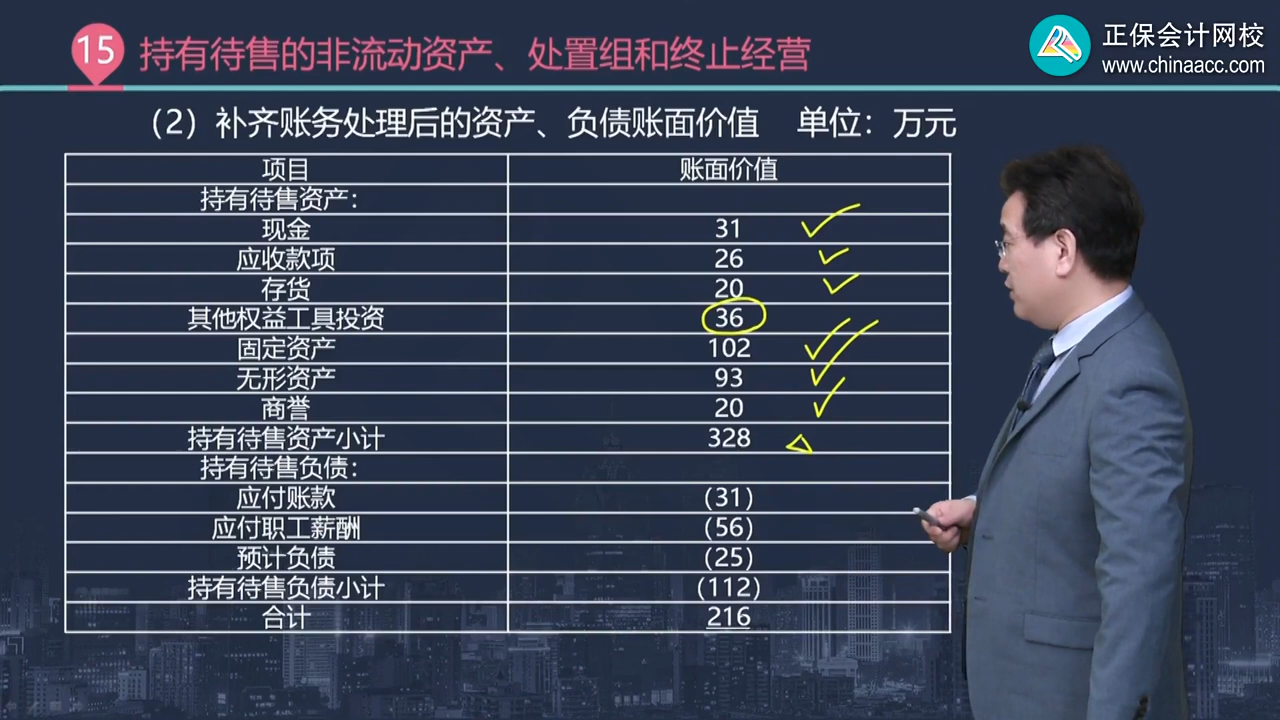 15 持有待售的非流动资产、处置组和终止经营
正保会计网校
www.chinaacc.com
（2）补齐账务处理后的资产、负债账面价值 单位：万元
项目 账面价值
持有待售资产：
现金 31
应收款项 26
存货 20
其他权益工具投资 36
固定资产 102
无形资产 93
商誉 20
持有待售资产小计 328
持有待售负债：
应付账款 (31)
应付职工薪酬 (56)
预计负债 (25)
持有待售负债小计 (112)
合计 216